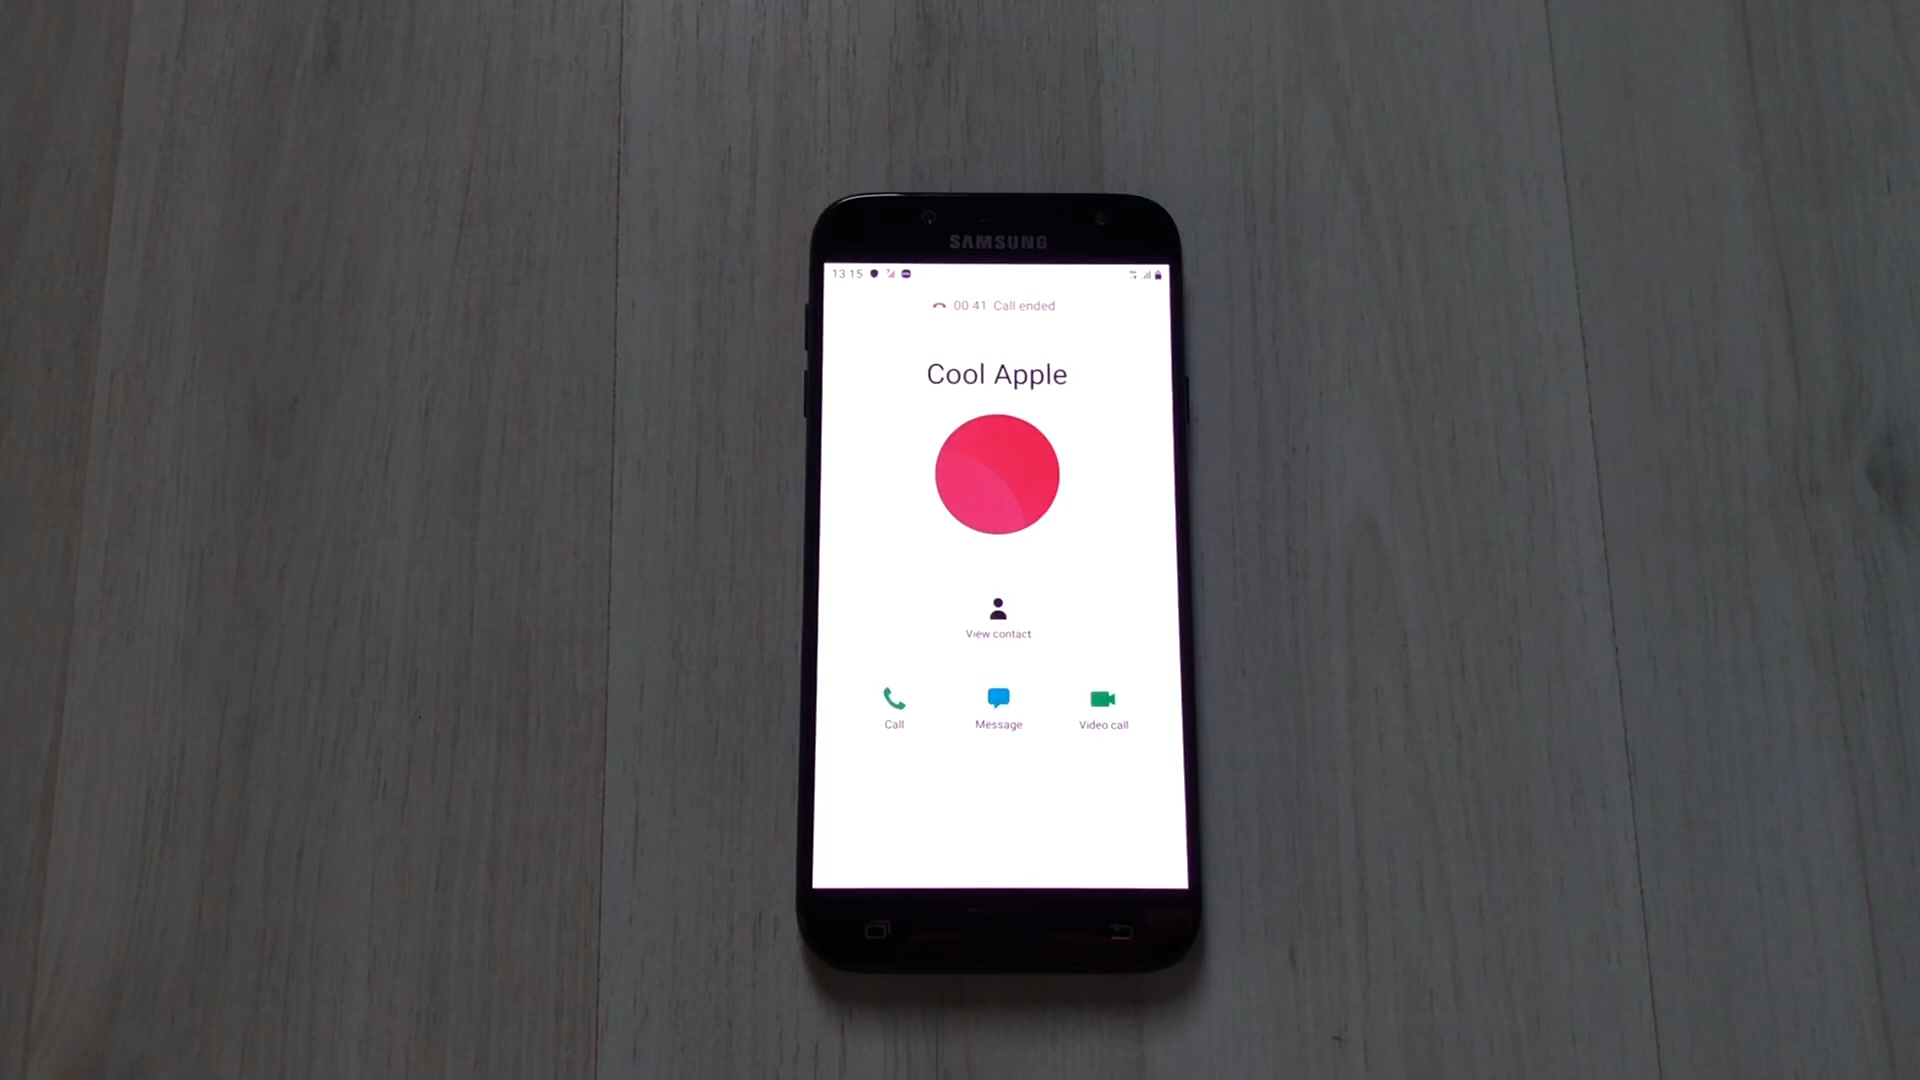 SAMSUNG
13 15
00 41 Call ended
Cool Apple
View contact
Call Message Video call